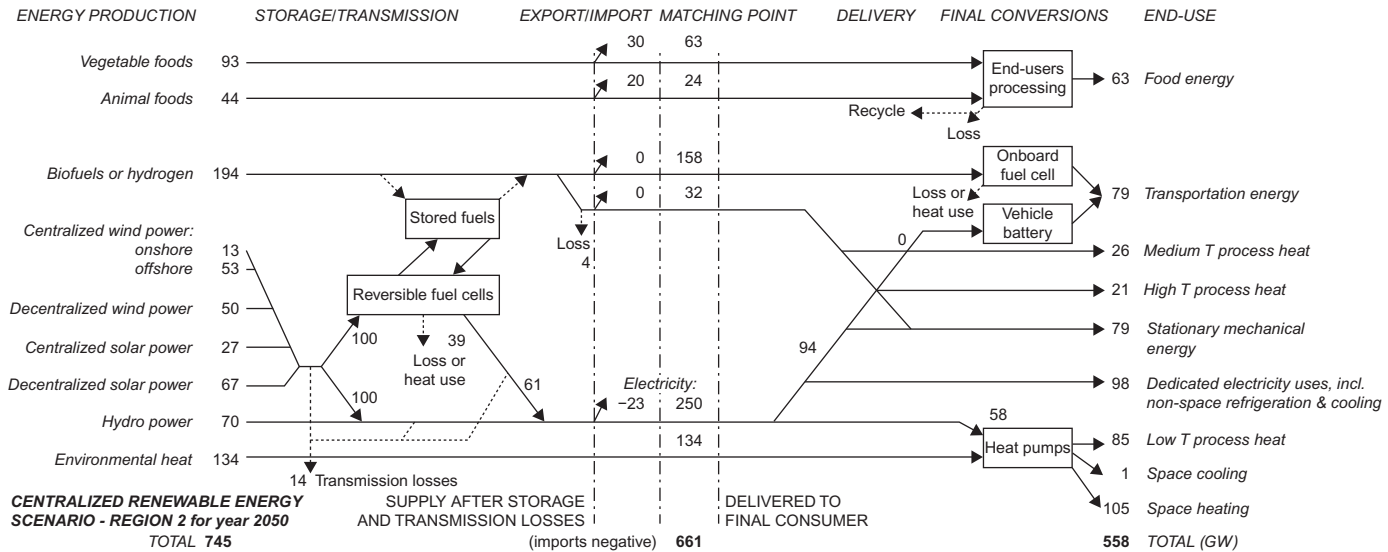 ENERGY PRODUCTION STORAGE/TRANSMISSION EXPORT/IMPORT MATCHING POINT DELIVERY FINAL CONVERSIONS END-USE
30 63
Vegetable foods 93
End-users
processing
63 Food energy
20 24
Animal foods 44
Recycle
Loss
0 158
Biofuels or hydrogen 194
Onboard
fuel cell
Loss or
heat use
79 Transportation energy
0 32
Stored fuels
Vehicle
battery
Loss
4
0
Centralized wind power:
onshore 13
offshore 53
26 Medium T process heat
Reversible fuel cells
21 High T process heat
Decentralized wind power 50
100
39
Loss or
heat use
79 Stationary mechanical
energy
Centralized solar power 27
94
Decentralized solar power 67
61
100
Electricity:
−23 250
98 Dedicated electricity uses, incl.
non-space refrigeration & cooling
Hydro power 70
58
134
Heat pumps
85 Low T process heat
Environmental heat 134
1 Space cooling
14 Transmission losses
105 Space heating
CENTRALIZED RENEWABLE ENERGY
SCENARIO - REGION 2 for year 2050
SUPPLY AFTER STORAGE
AND TRANSMISSION LOSSES
DELIVERED TO
FINAL CONSUMER
TOTAL 745 (imports negative) 661 558 TOTAL (GW)